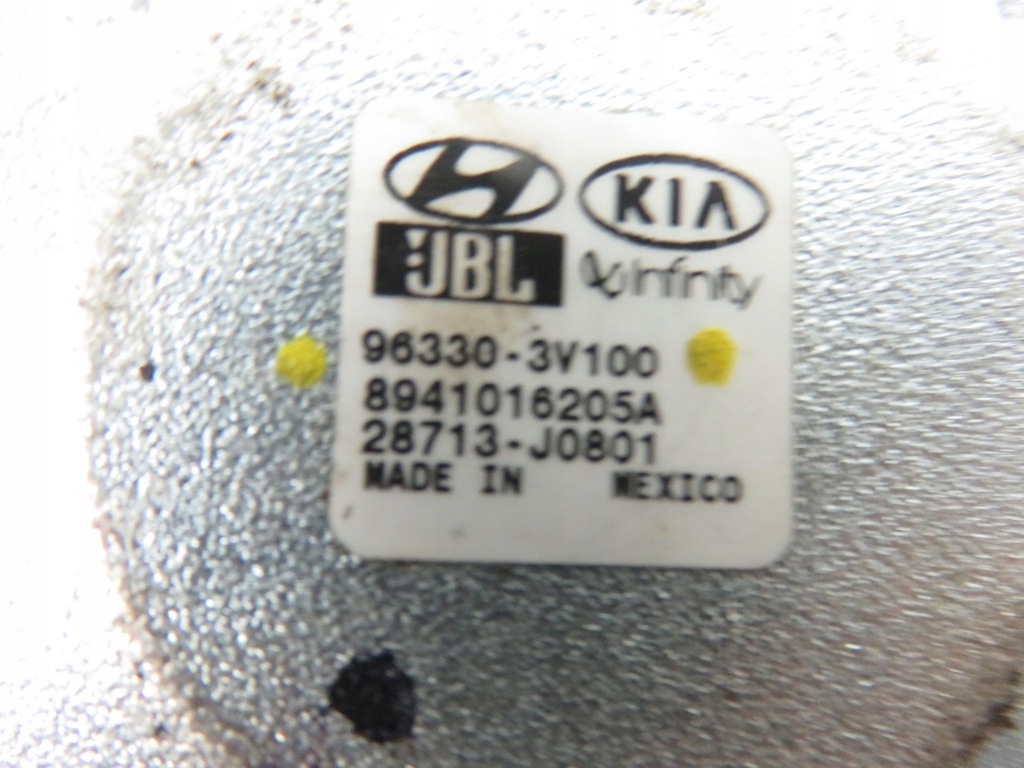 KIA
JBL Infinity
96330-3V100
8941016205A
28713-J0801
MADE IN MEXICO